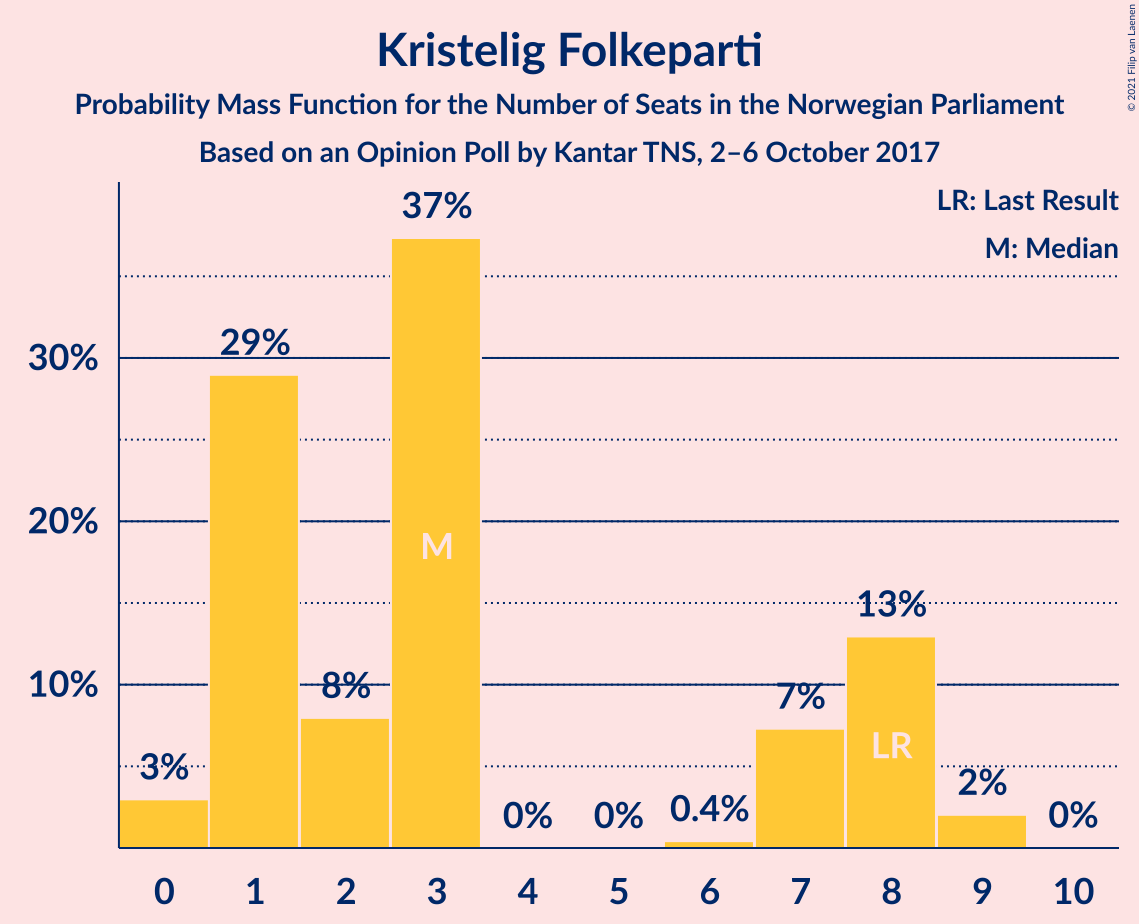 Kristelig Folkeparti
Probability Mass Function for the Number of Seats in the Norwegian Parliament
Based on an Opinion Poll by Kantar TNS, 2–6 October 2017
© 2021 Filip van Laenen
LR: Last Result
M: Median
37%
29%
30%
20%
M
13%
10%
8%
7%
LR
3%
2%
0%
0%
0.4%
0%
0 1 2 3 4 5 6 7 8 9 10